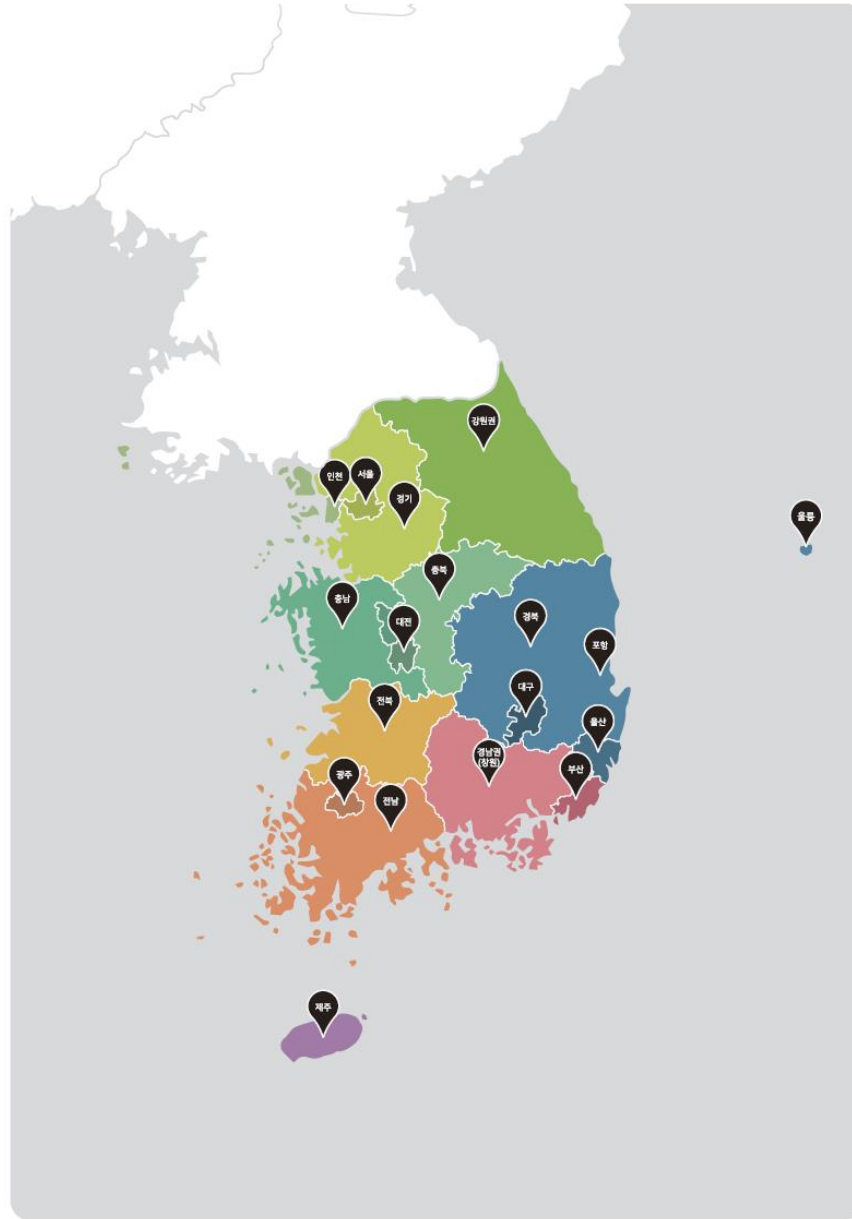 강원권
인천
서울
경기
울릉
충북
충남
대전
경북
포항
대구
전북
울산
경남권
(창원)
부산
광주
전남
제주